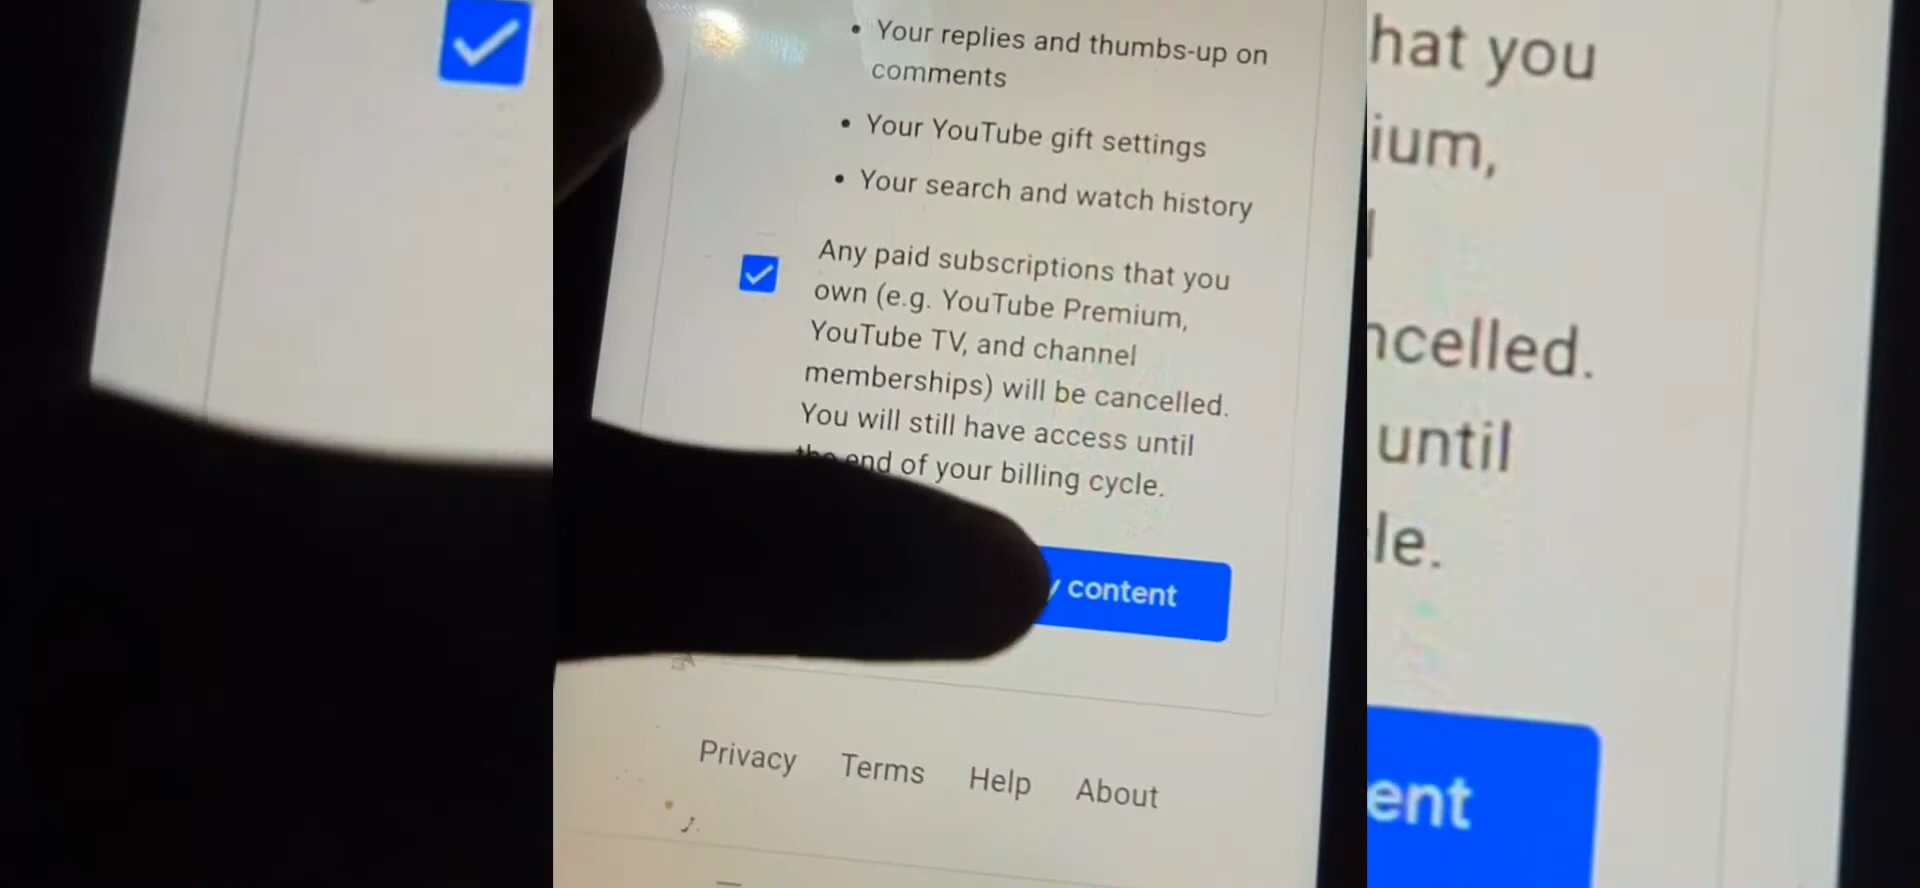 • Your replies and thumbs-up on
comments
• Your YouTube gift settings
• Your search and watch history
Any paid subscriptions that you
own (e.g. YouTube Premium,
YouTube TV, and channel
memberships) will be cancelled.
You will still have access until
the end of your billing cycle.
y content
Privacy Terms Help About
hat you
ium,
ncelled.
until
le.
ent